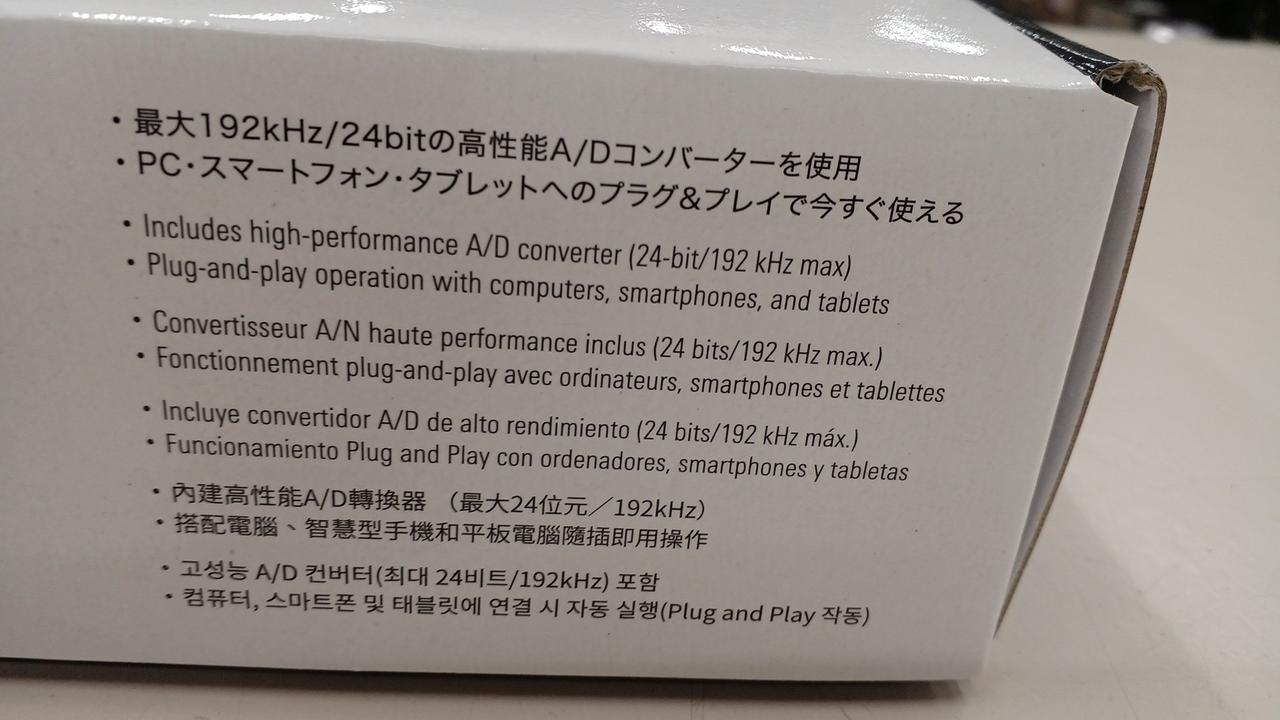 ・最大192kHz/24bitの高性能A/Dコンバーターを使用
・PC・スマートフォン・タブレットへのプラグ&プレイで今すぐ使える
• Includes high-performance A/D converter (24-bit/192 kHz max)
• Plug-and-play operation with computers, smartphones, and tablets
• Convertisseur A/N haute performance inclus (24 bits/192 kHz max.)
• Fonctionnement plug-and-play avec ordinateurs, smartphones et tablettes
• Incluye convertidor A/D de alto rendimiento (24 bits/192 kHz máx.)
• Funcionamiento Plug and Play con ordenadores, smartphones y tabletas
• 內建高性能A/D轉換器 （最大24位元／192kHz）
• 搭配電腦、智慧型手機和平板電腦隨插即用操作
• 고성능 A/D 컨버터(최대 24비트/192kHz) 포함
• 컴퓨터, 스마트폰 및 태블릿에 연결 시 자동 실행(Plug and Play 작동)